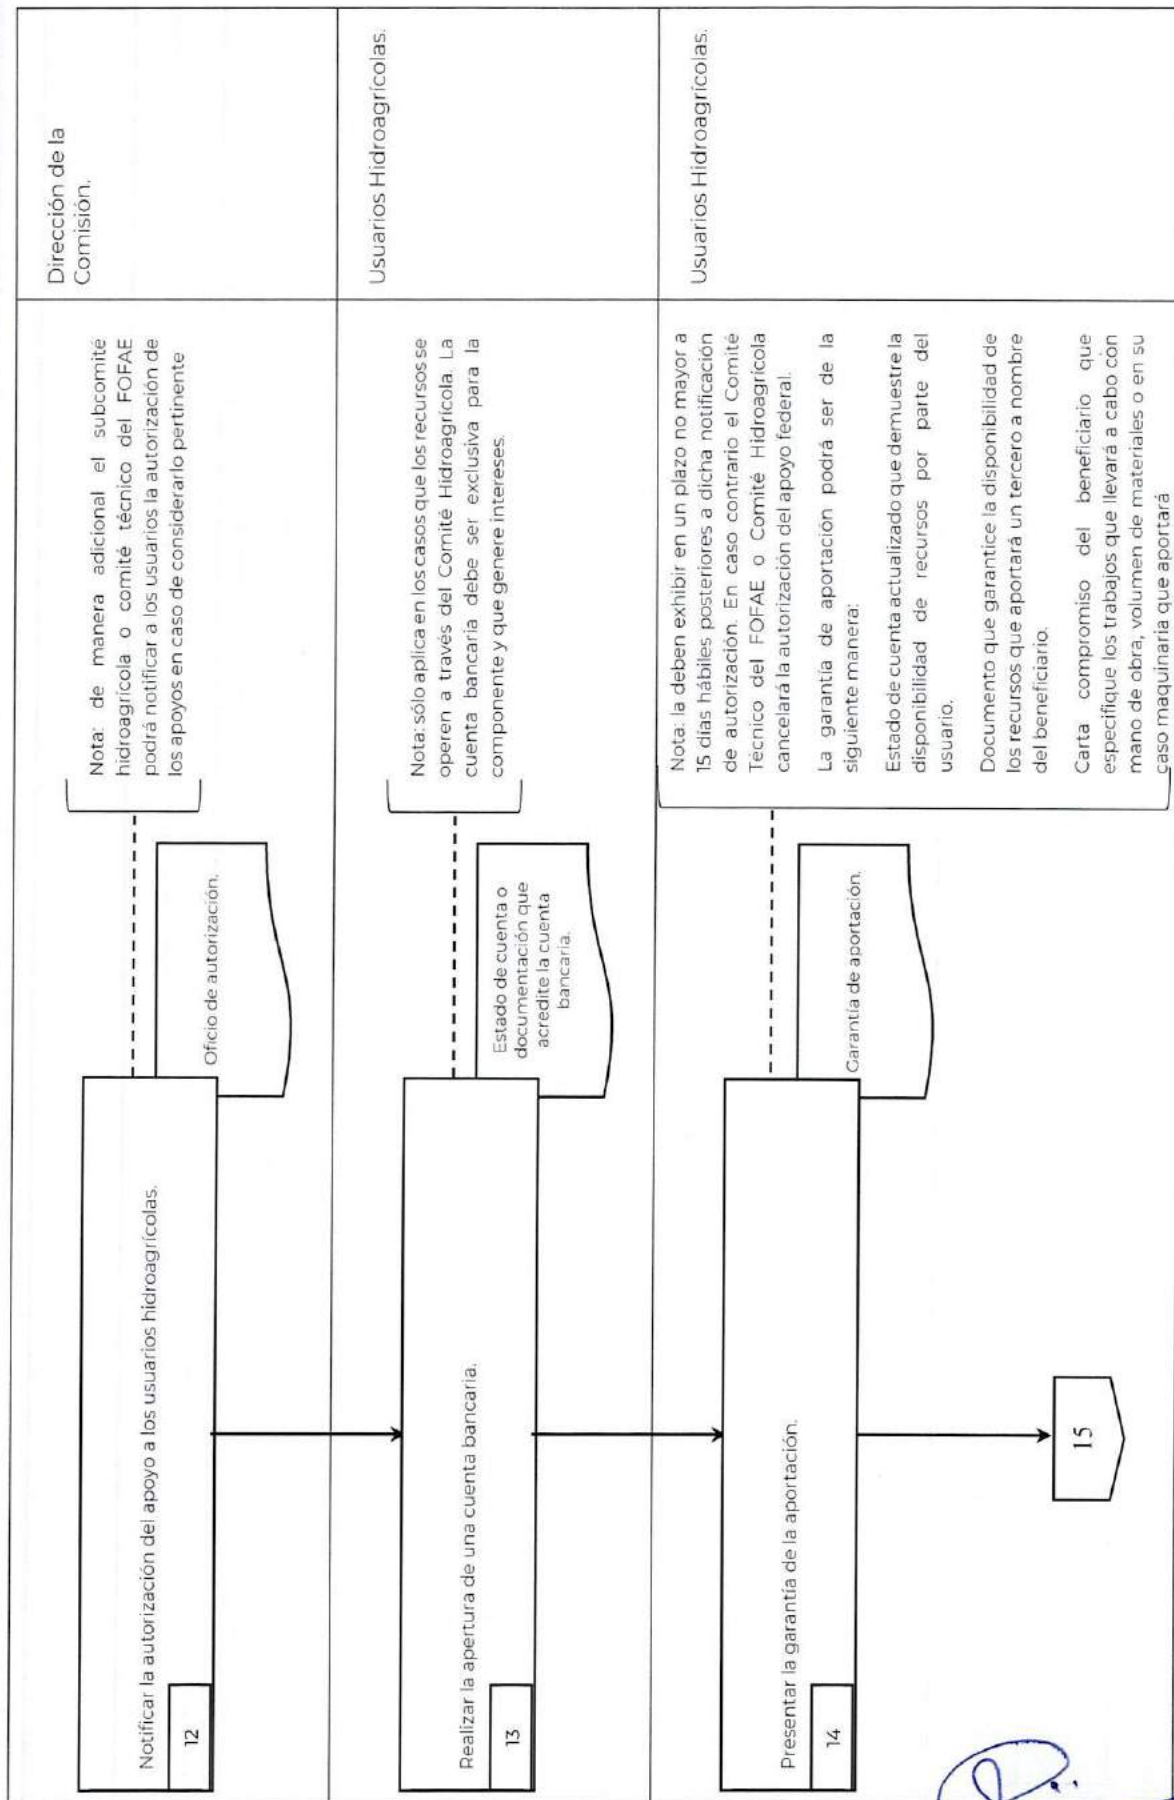 Notificar la autorización del apoyo a los usuarios hidroagrícolas.
12
Oficio de autorización.
Nota: de manera adicional el subcomité
hidroagrícola o comité técnico del FOFAE
podrá notificar a los usuarios la autorización de
los apoyos en caso de considerarlo pertinente
Dirección de la
Comisión.
Realizar la apertura de una cuenta bancaria.
13
Estado de cuenta o
documentación que
acredite la cuenta
bancaria.
Nota: sólo aplica en los casos que los recursos se
operen a través del Comité Hidroagrícola. La
cuenta bancaria debe ser exclusiva para la
componente y que genere intereses.
Usuarios Hidroagrícolas.
Presentar la garantía de la aportación.
14
Garantía de aportación.
Nota: la deben exhibir en un plazo no mayor a
15 días hábiles posteriores a dicha notificación
de autorización. En caso contrario el Comité
Técnico del FOFAE o Comité Hidroagrícola
cancelará la autorización del apoyo federal.
La garantía de aportación podrá ser de la
siguiente manera:
Estado de cuenta actualizado que demuestre la
disponibilidad de recursos por parte del
usuario.
Documento que garantice la disponibilidad de
los recursos que aportará un tercero a nombre
del beneficiario.
Carta compromiso del beneficiario que
especifique los trabajos que llevará a cabo con
mano de obra, volumen de materiales o en su
caso maquinaria que aportará
Usuarios Hidroagrícolas.
15